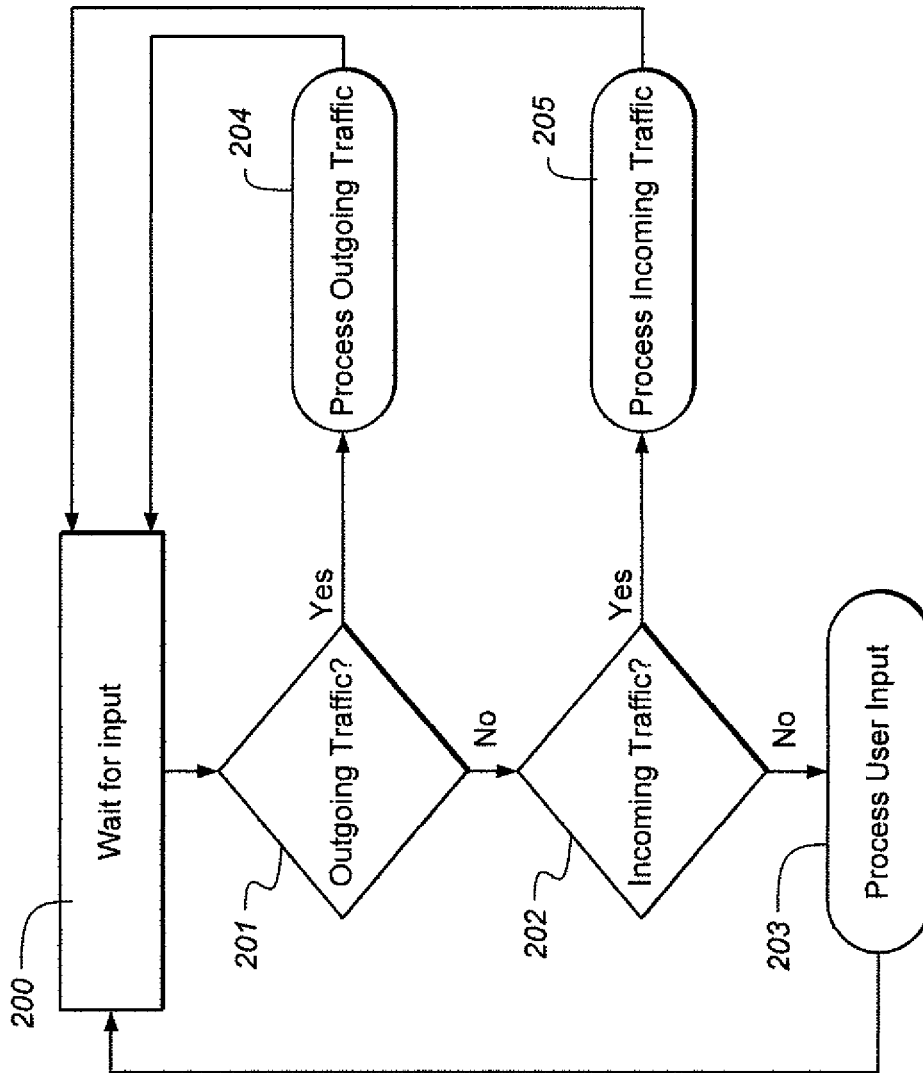 200
Wait for input
201
Outgoing Traffic?
Yes
204
Process Outgoing Traffic
No
202
Incoming Traffic?
Yes
205
Process Incoming Traffic
No
203
Process User Input